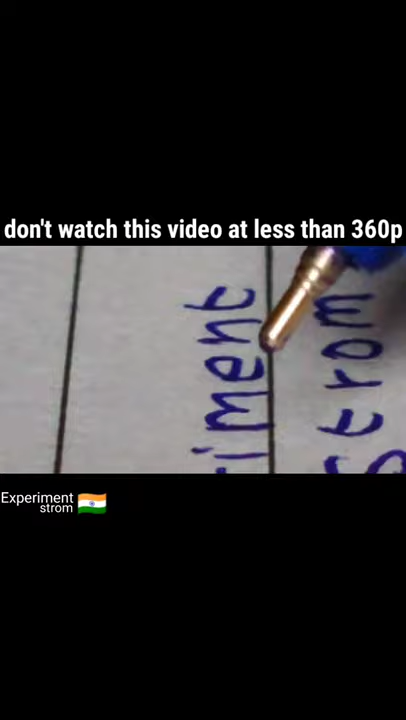 don't watch this video at less than 360p
iment
strom
Experiment
strom